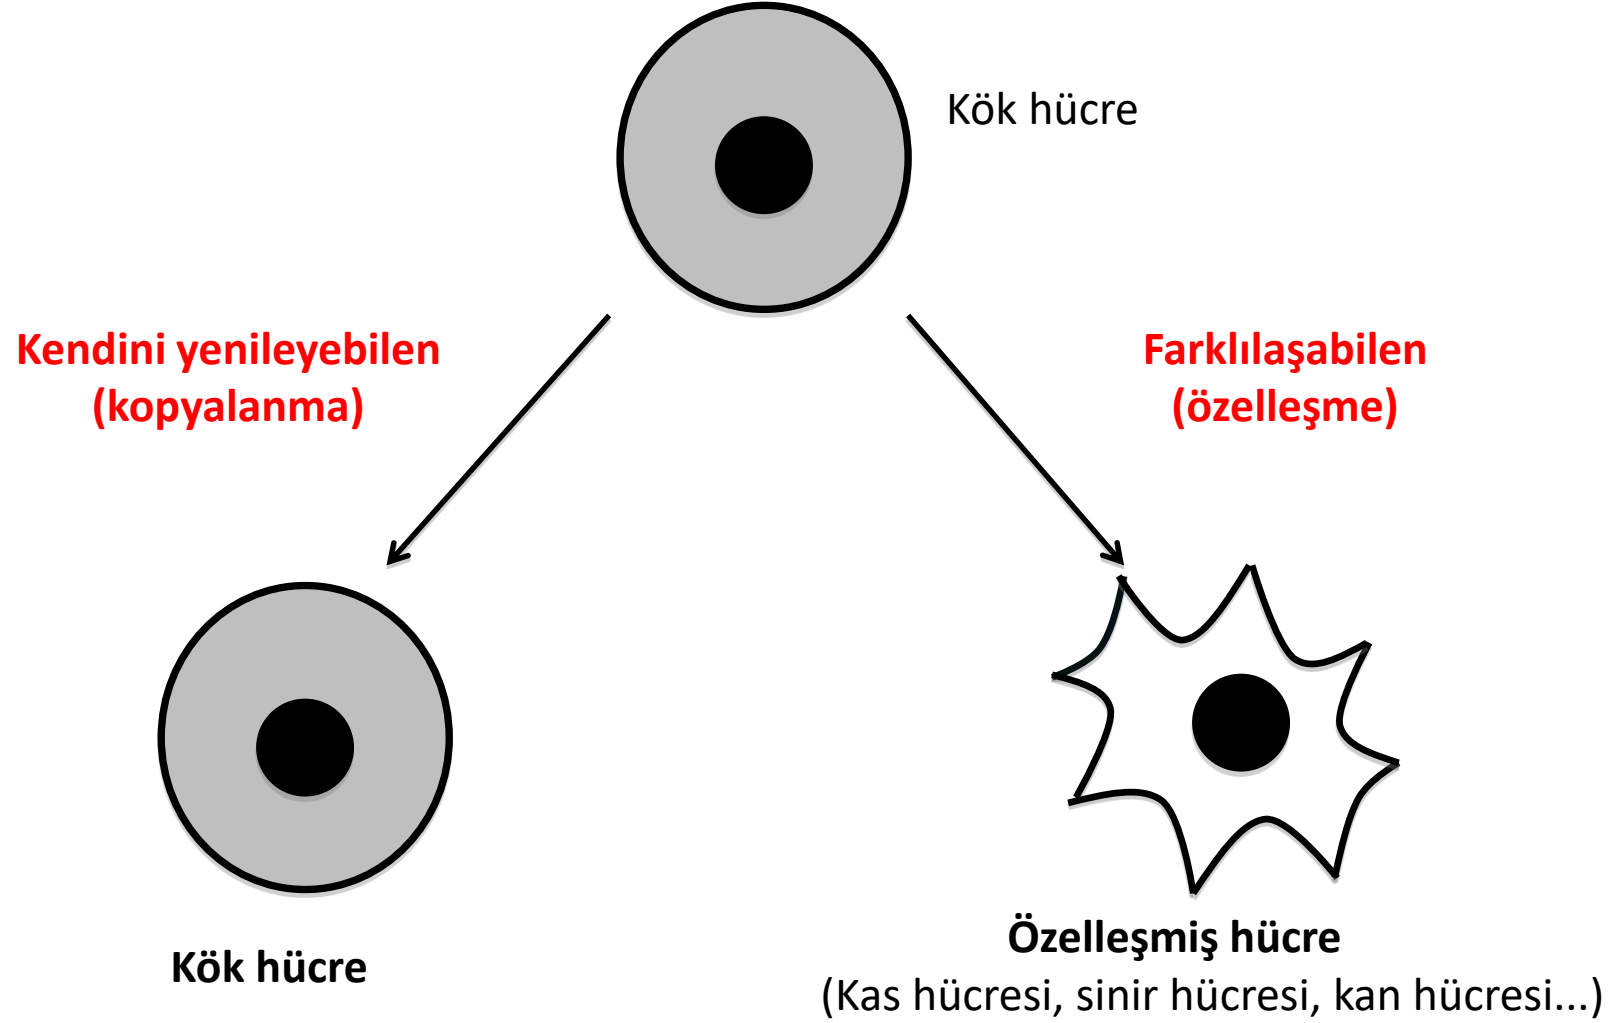 Kök hücre
Kendini yenileyebilen
(kopyalanma)
Farklılaşabilen
(özelleşme)
Kök hücre
Özelleşmiş hücre
(Kas hücresi, sinir hücresi, kan hücresi...)